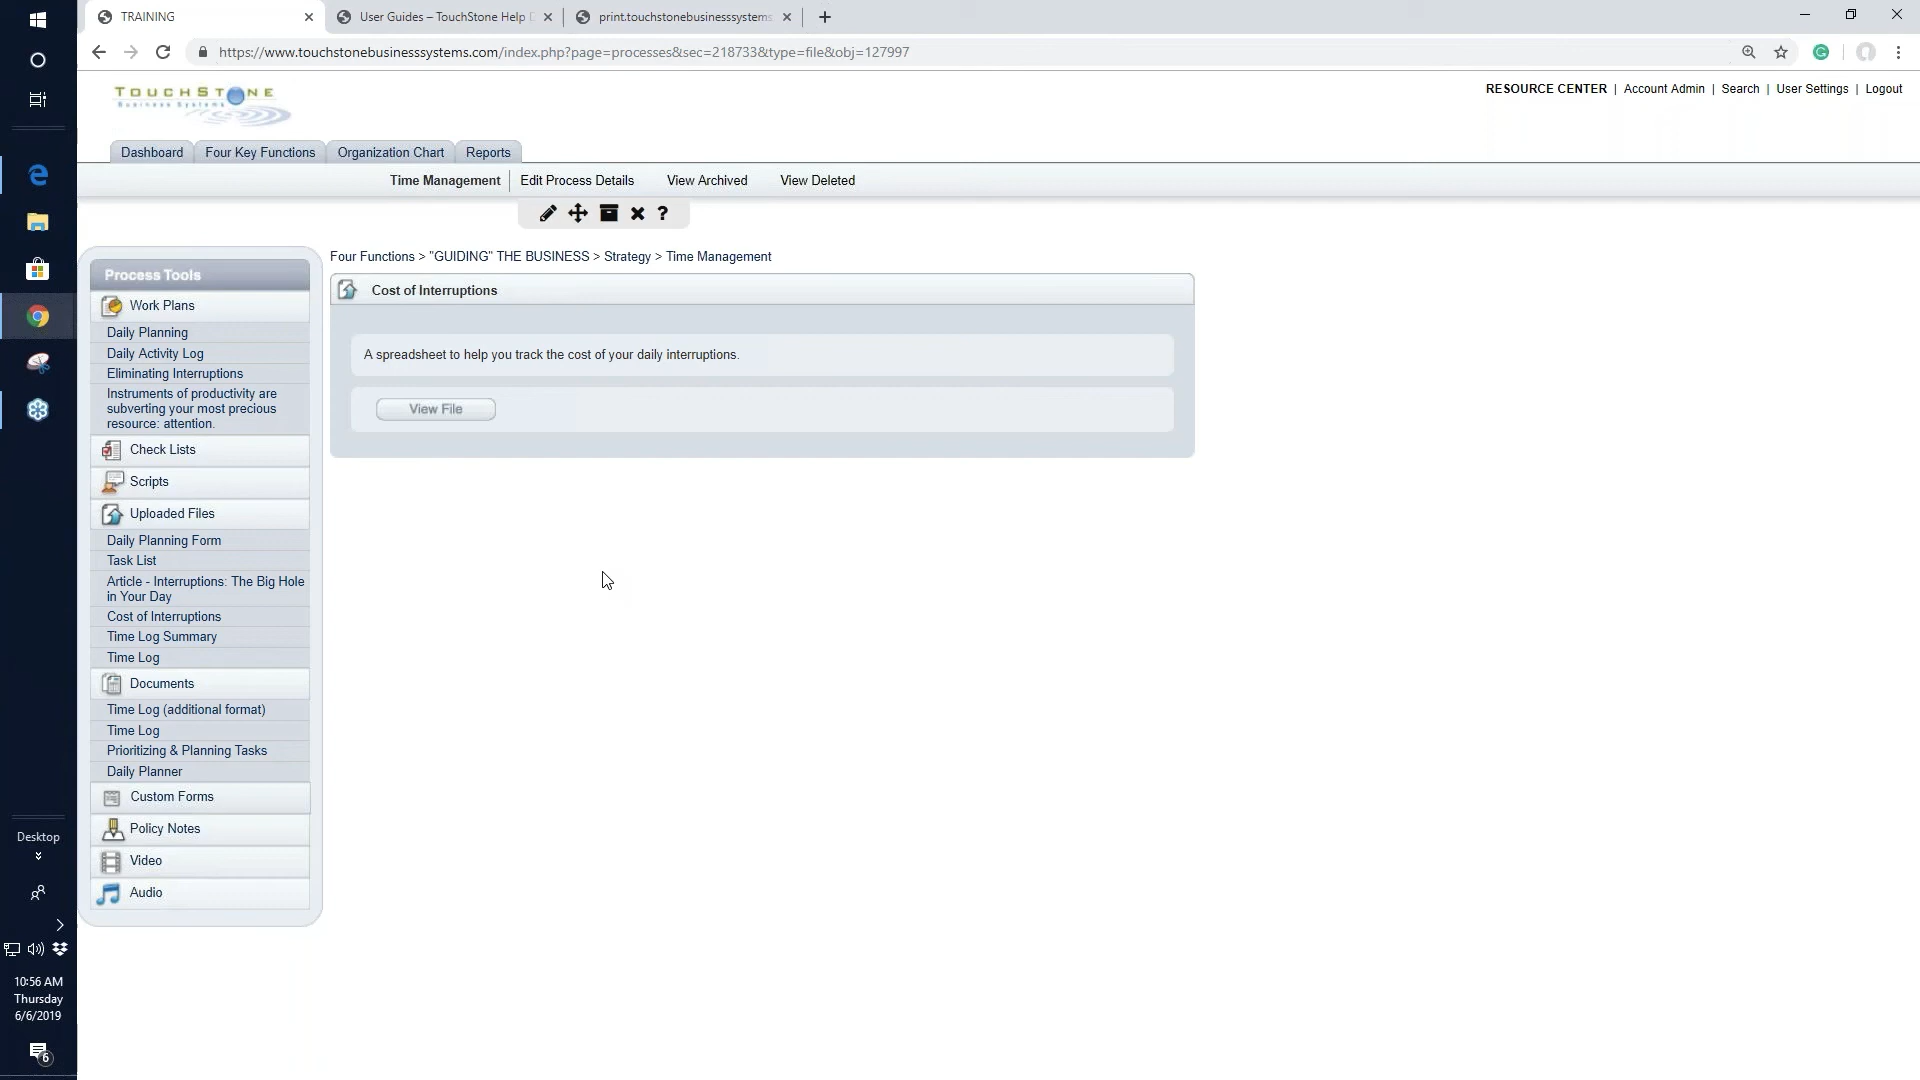 TRAINING
User Guides – TouchStone Help
print.touchstonebusinesssystems
https://www.touchstonebusinesssystems.com/index.php?page=processes&sec=218733&type=file&obj=127997
TOUCHSTONE
Business Systems
RESOURCE CENTER | Account Admin | Search | User Settings | Logout
Dashboard Four Key Functions Organization Chart Reports
Time Management Edit Process Details View Archived View Deleted
?
Four Functions > "GUIDING" THE BUSINESS > Strategy > Time Management
Process Tools
Work Plans
Daily Planning
Daily Activity Log
Eliminating Interruptions
Instruments of productivity are
subverting your most precious
resource: attention.
Check Lists
Scripts
Uploaded Files
Daily Planning Form
Task List
Article - Interruptions: The Big Hole
in Your Day
Cost of Interruptions
Time Log Summary
Time Log
Documents
Time Log (additional format)
Time Log
Prioritizing & Planning Tasks
Daily Planner
Custom Forms
Policy Notes
Video
Audio
Cost of Interruptions
A spreadsheet to help you track the cost of your daily interruptions.
View File
Desktop
10:56 AM
Thursday
6/6/2019
6